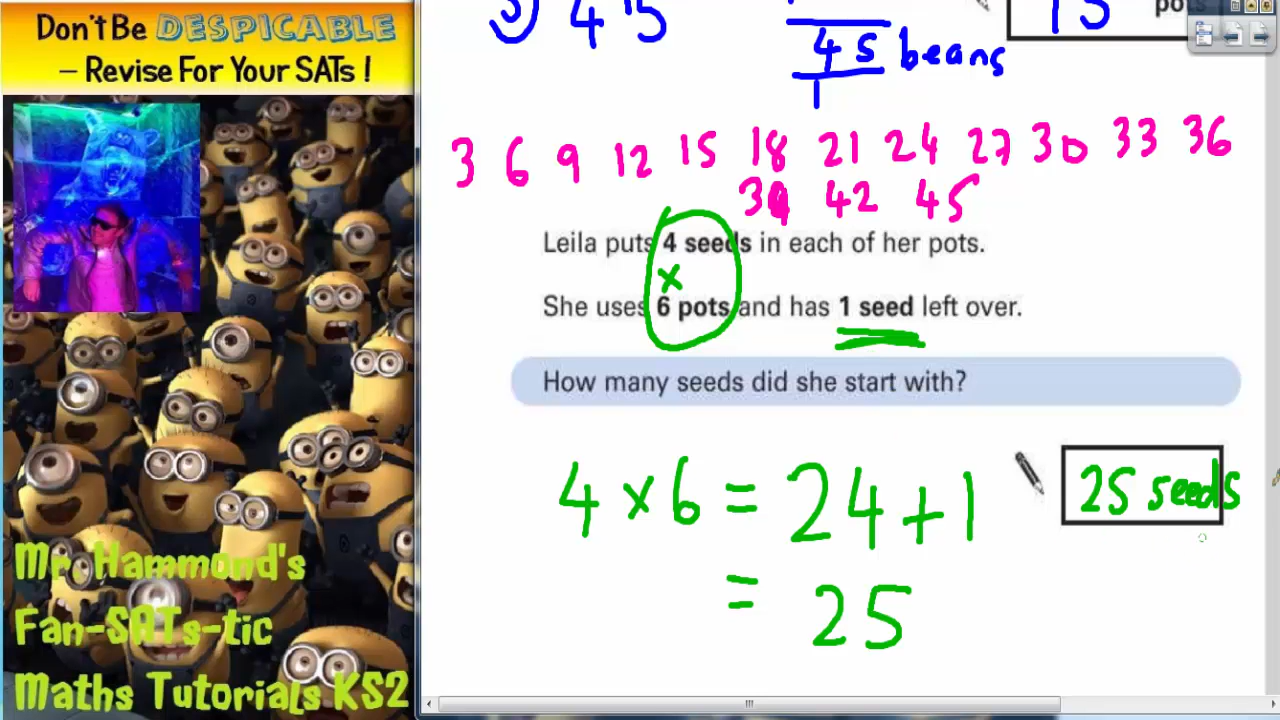 Don't Be DESPICABLE
– Revise For Your SATs !
45
15
pots
45 beans
1
3 6 9 12 15 18 21 24 27 30 33 36
39 42 45
Leila puts 4 seeds in each of her pots.
×
She uses 6 pots and has 1 seed left over.
How many seeds did she start with?
4 × 6 = 24 + 1
25 seeds
= 25
Mr. Hammond's
Fan-SATs-tic
Maths Tutorials KS2